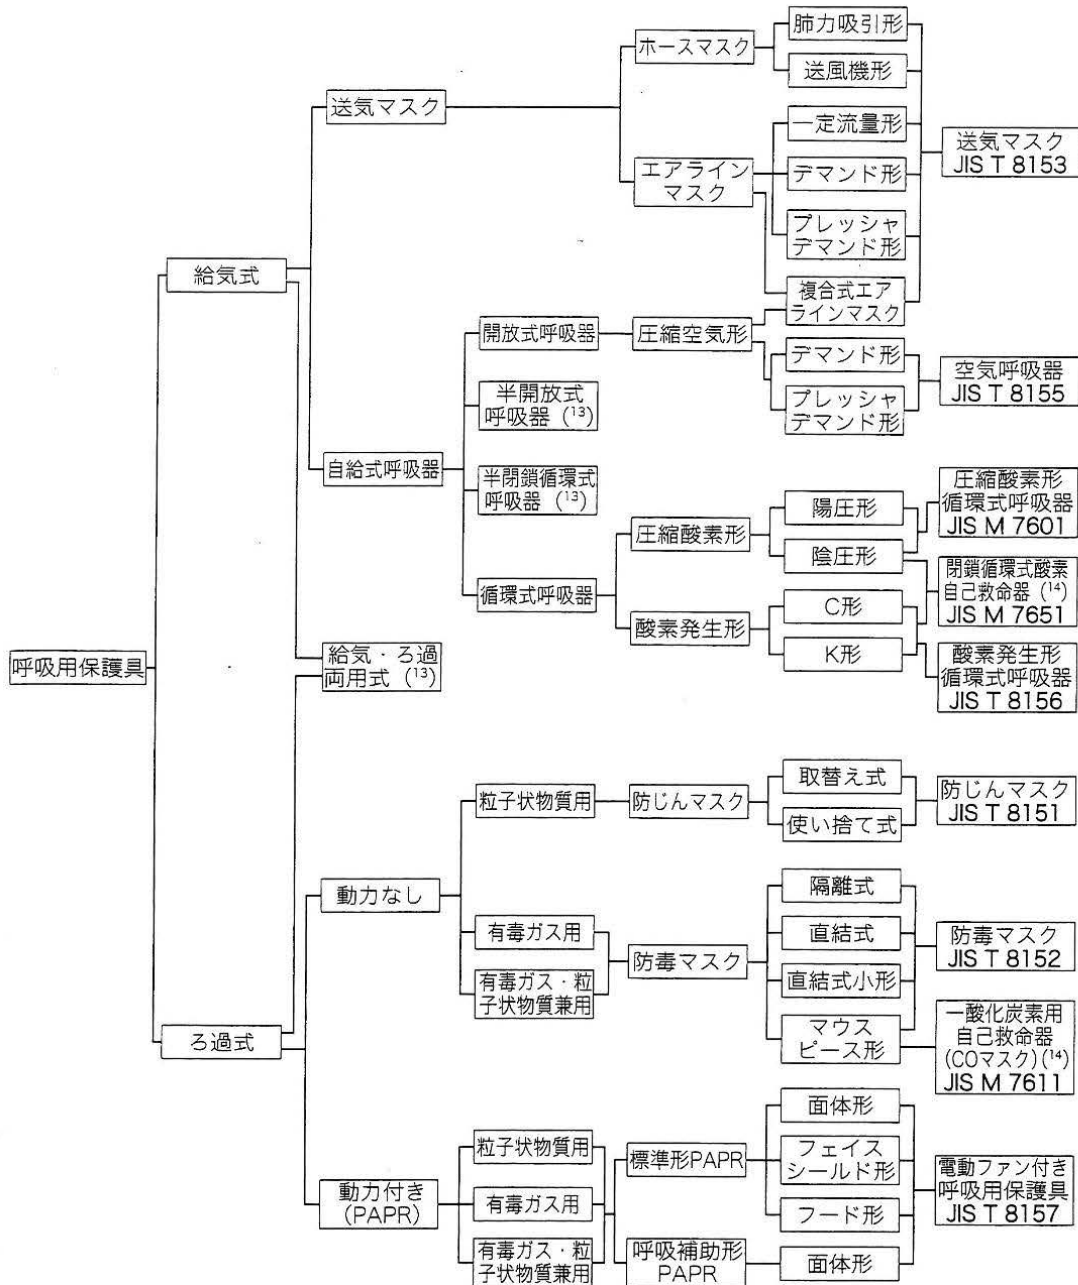 肺力吸引形
ホースマスク
送風機形
送気マスク
一定流量形
送気マスク
JIS T 8153
エアライン
マスク
デマンド形
プレッシャ
デマンド形
給気式
複合式エア
ラインマスク
開放式呼吸器
圧縮空気形
デマンド形
空気呼吸器
JIS T 8155
半開放式
呼吸器 (13)
プレッシャ
デマンド形
自給式呼吸器
半閉鎖循環式
呼吸器 (13)
圧縮酸素形
循環式呼吸器
JIS M 7601
陽圧形
圧縮酸素形
陰圧形
閉鎖循環式酸素
自己救命器 (14)
JIS M 7651
循環式呼吸器
C形
酸素発生形
K形
呼吸用保護具
給気・ろ過
両用式 (13)
酸素発生形
循環式呼吸器
JIS T 8156
取替え式
粒子状物質用
防じんマスク
防じんマスク
JIS T 8151
使い捨て式
動力なし
隔離式
有毒ガス用
直結式
防毒マスク
JIS T 8152
防毒マスク
有毒ガス・粒
子状物質兼用
直結式小形
ろ過式
マウス
ピース形
一酸化炭素用
自己救命器
(COマスク)(14)
JIS M 7611
面体形
粒子状物質用
標準形PAPR
フェイス
シールド形
電動ファン付き
呼吸用保護具
JIS T 8157
動力付き
(PAPR)
有毒ガス用
フード形
有毒ガス・粒
子状物質兼用
呼吸補助形
PAPR
面体形